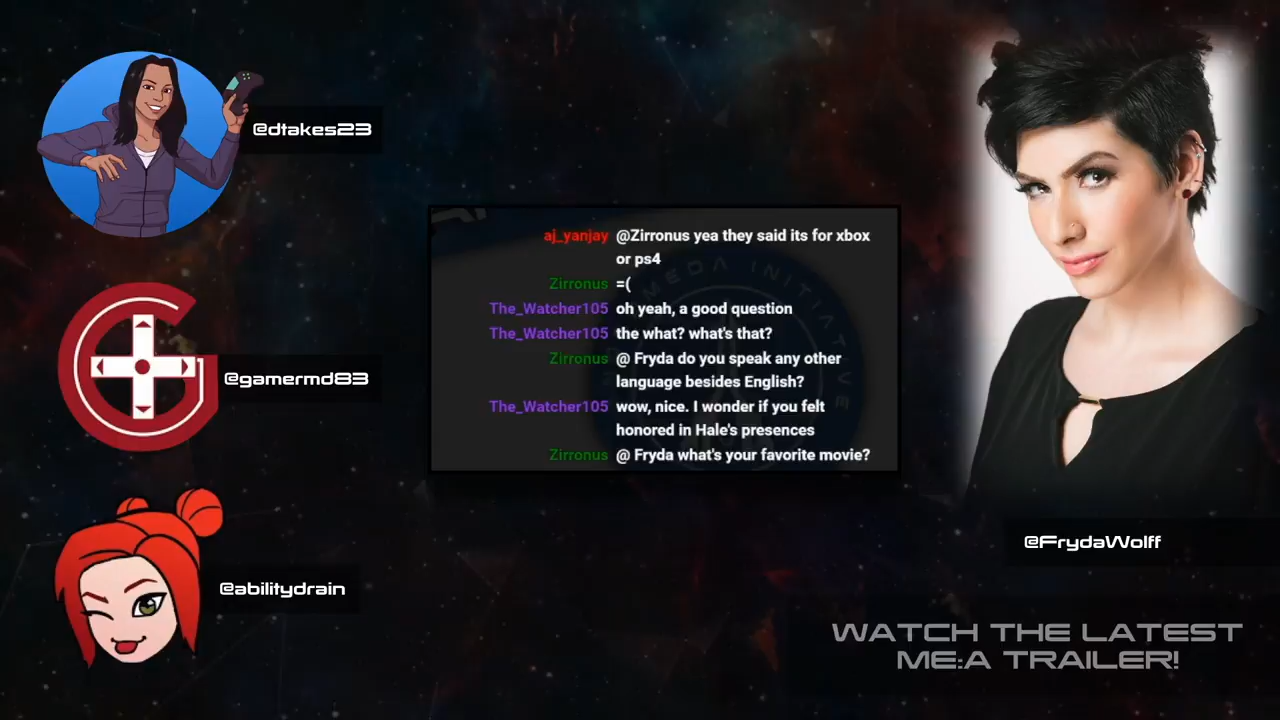 @dtakes23
@gamermd83
@abilitydrain
aj_yanjay @Zirronus yea they said its for xbox
or ps4
Zirronus =(
The_Watcher105 oh yeah, a good question
The_Watcher105 the what? what's that?
Zirronus @ Fryda do you speak any other
language besides English?
The_Watcher105 wow, nice. I wonder if you felt
honored in Hale's presences
Zirronus @ Fryda what's your favorite movie?
@FrydaWolff
WATCH THE LATEST
ME:A TRAILER!